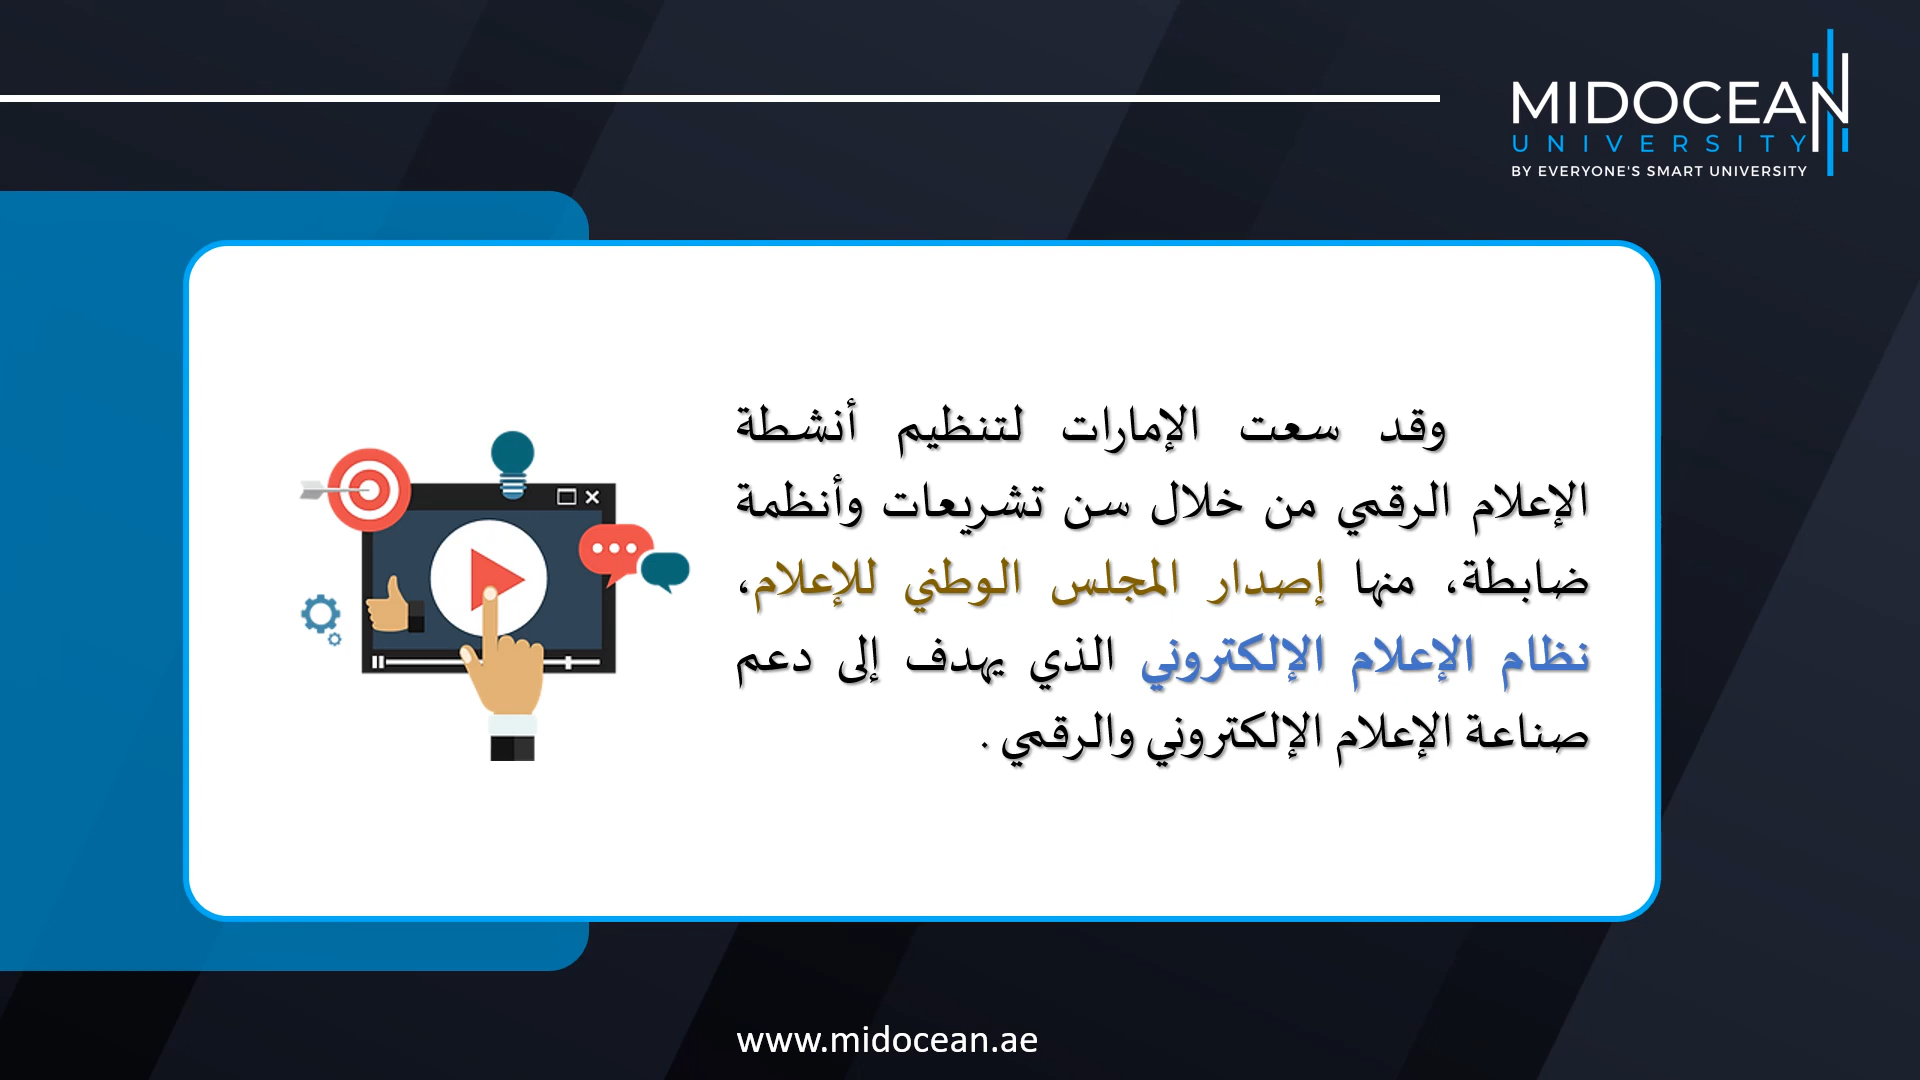 MIDOCEAN
UNIVERSITY
BY EVERYONE'S SMART UNIVERSITY
وقد سعت الإمارات لتنظيم أنشطة
الإعلام الرقمي من خلال سن تشريعات وأنظمة
ضابطة، منها إصدار المجلس الوطني للإعلام،
نظام الإعلام الإلكتروني الذي يهدف إلى دعم
صناعة الإعلام الإلكتروني والرقمي .
www.midocean.ae